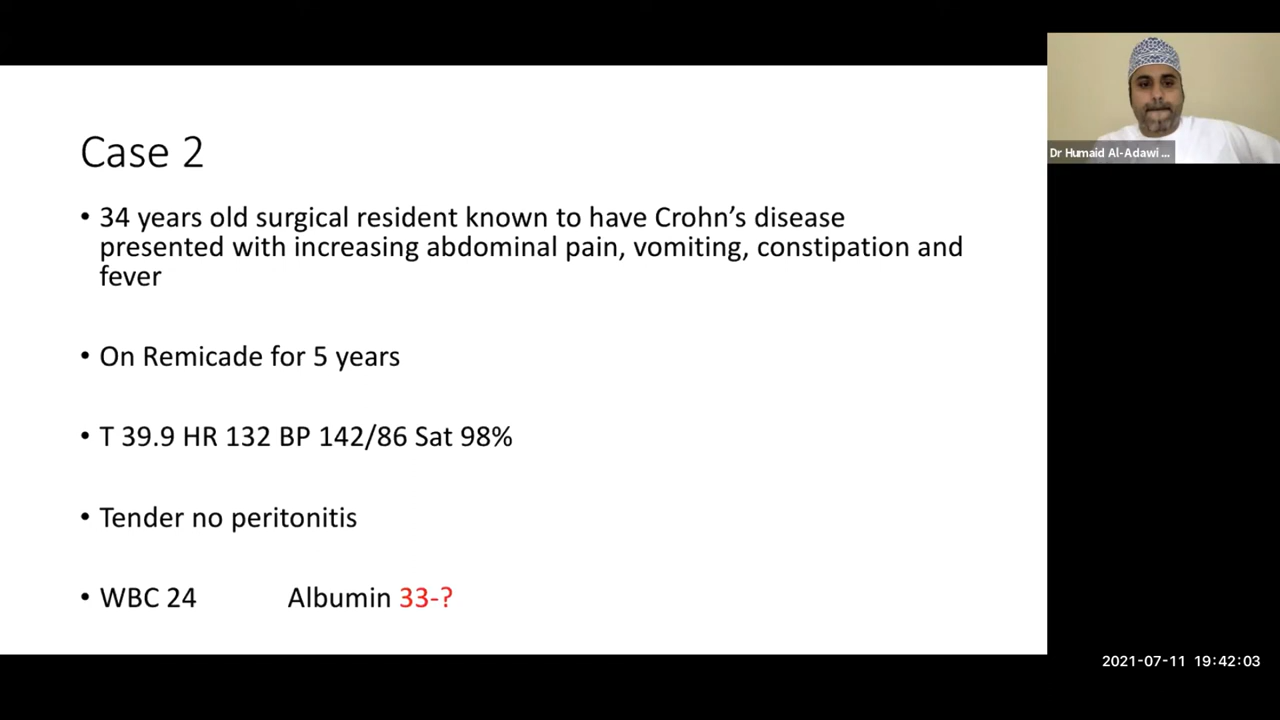 Case 2
• 34 years old surgical resident known to have Crohn’s disease
presented with increasing abdominal pain, vomiting, constipation and
fever
• On Remicade for 5 years
• T 39.9 HR 132 BP 142/86 Sat 98%
• Tender no peritonitis
• WBC 24 Albumin 33-?
Dr Humaid Al-Adawi ...
2021-07-11 19:42:03